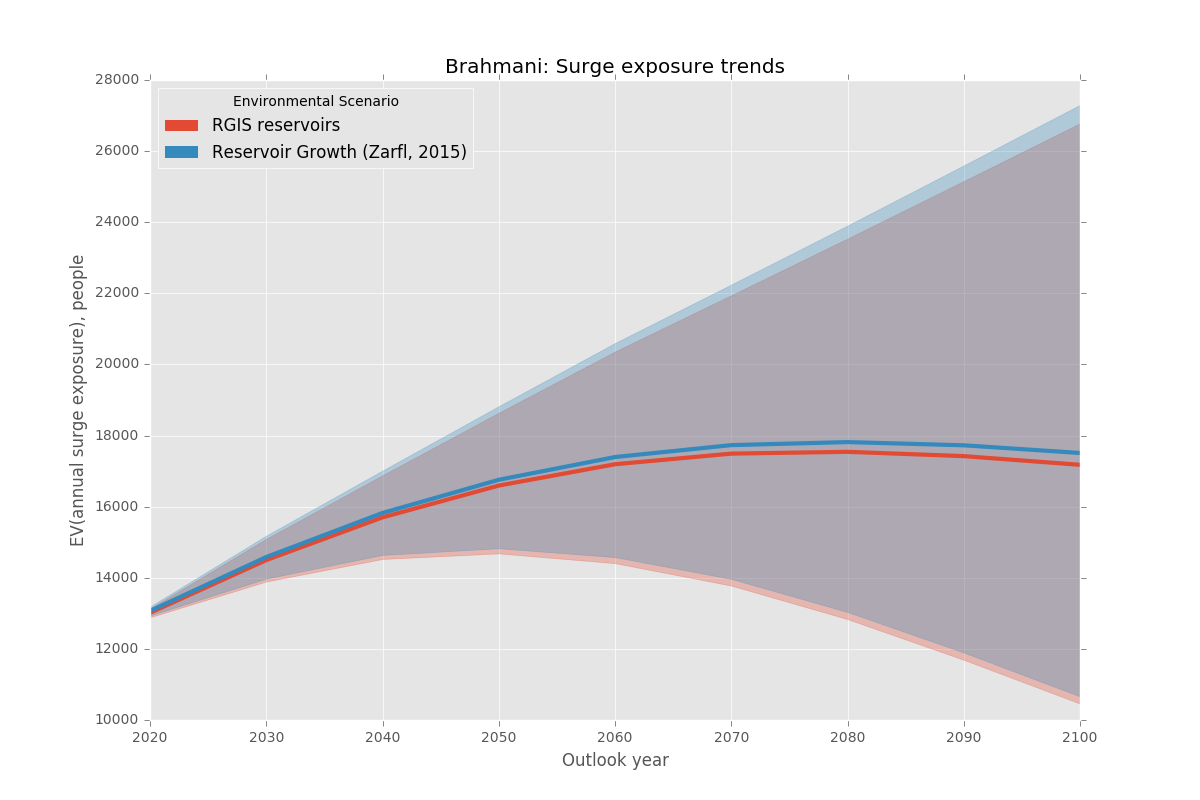 Brahmani: Surge exposure trends
Environmental Scenario
RGIS reservoirs
Reservoir Growth (Zarfl, 2015)
EV(annual surge exposure), people
28000
26000
24000
22000
20000
18000
16000
14000
12000
10000
2020 2030 2040 2050 2060 2070 2080 2090 2100
Outlook year